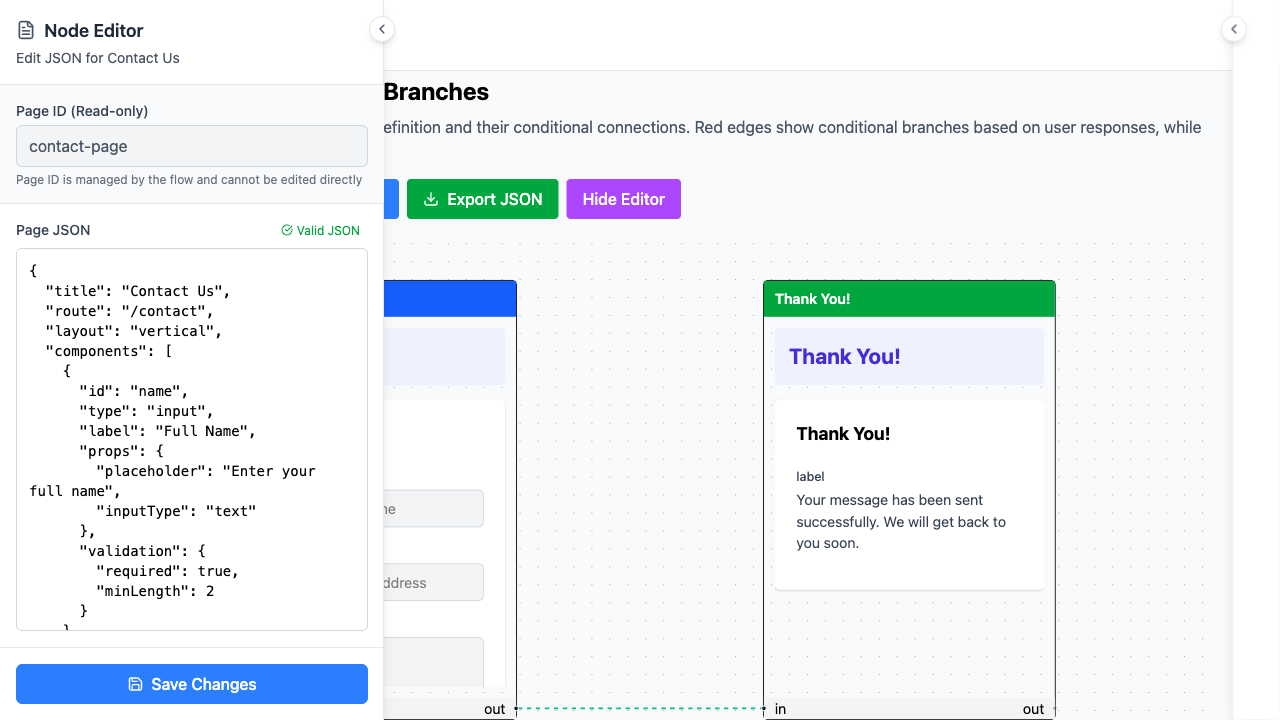 Node Editor
Edit JSON for Contact Us
Page ID (Read-only)
contact-page
Page ID is managed by the flow and cannot be edited directly
Page JSON
Valid JSON
{
"title": "Contact Us",
"route": "/contact",
"layout": "vertical",
"components": [
{
"id": "name",
"type": "input",
"label": "Full Name",
"props": {
"placeholder": "Enter your
full name",
"inputType": "text"
},
"validation": {
"required": true,
"minLength": 2
}
Save Changes
Branches
efinition and their conditional connections. Red edges show conditional branches based on user responses, while
Export JSON
Hide Editor
ddress
out
Thank You!
Thank You!
Thank You!
label
Your message has been sent
successfully. We will get back to
you soon.
in
out